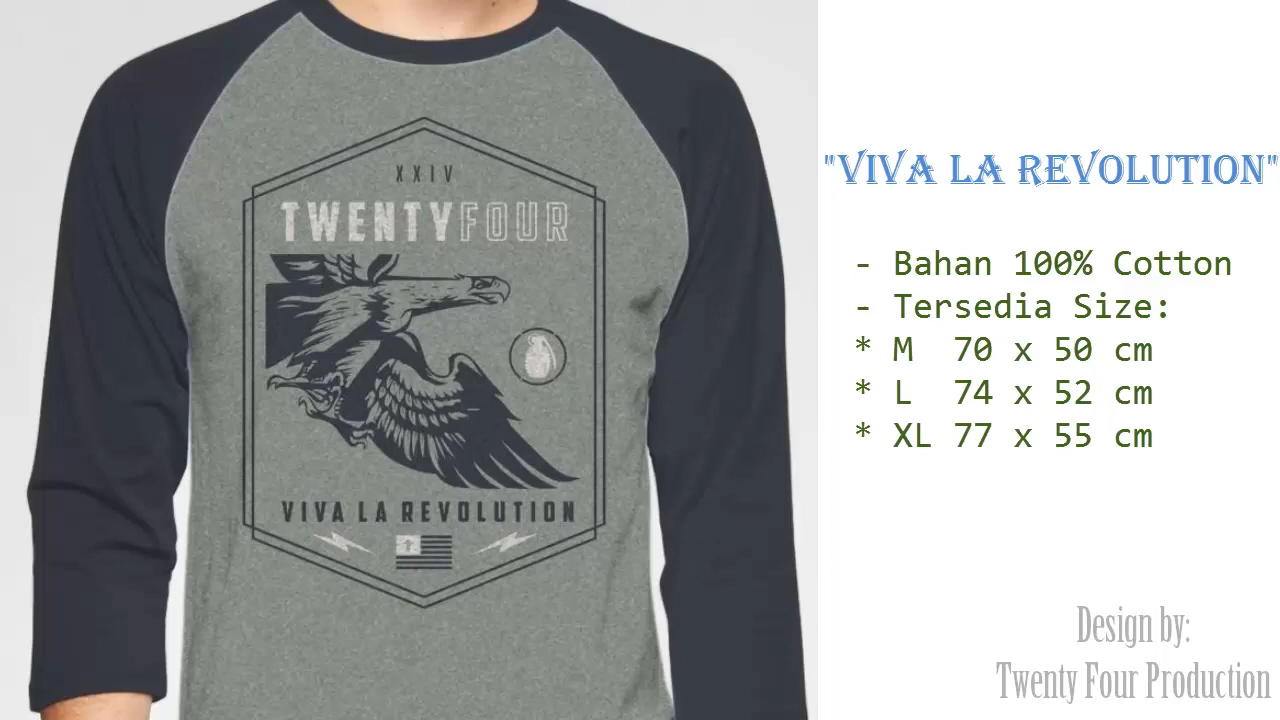 XXIV
TWENTYFOUR
VIVA LA REVOLUTION
"VIVA LA REVOLUTION"
- Bahan 100% Cotton
- Tersedia Size:
* M 70 x 50 cm
* L 74 x 52 cm
* XL 77 x 55 cm
Design by:
Twenty Four Production